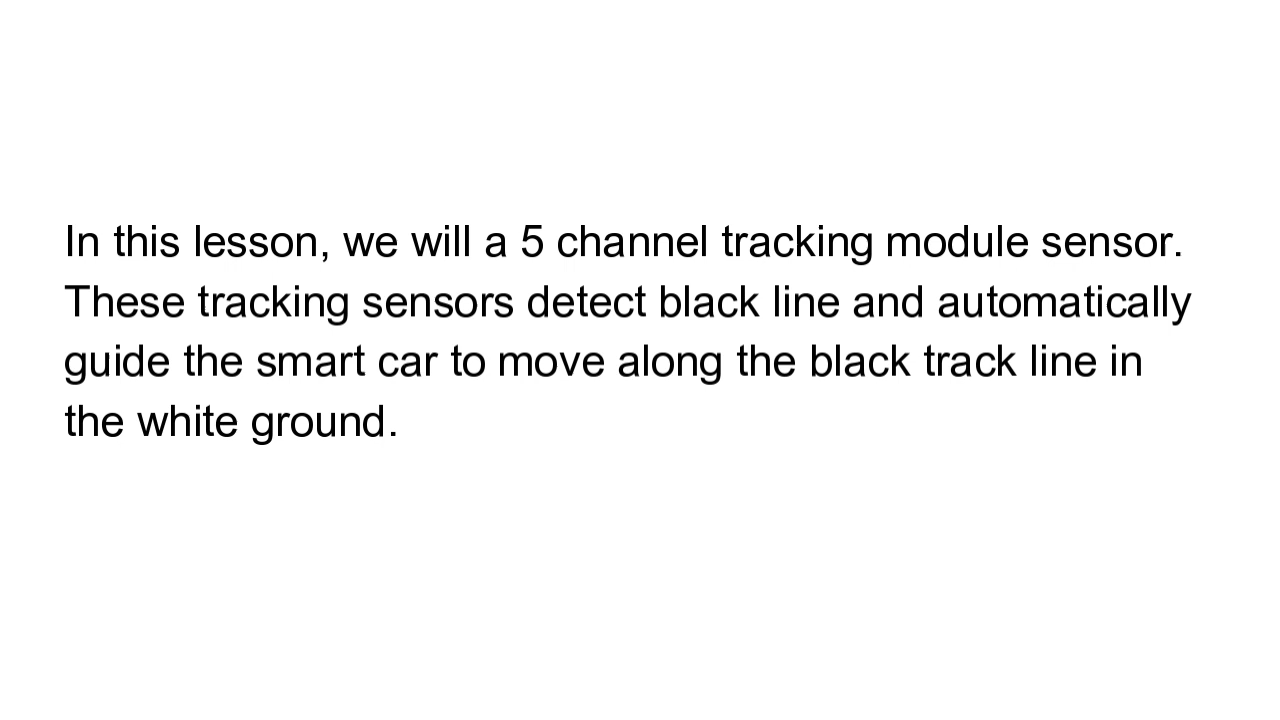 In this lesson, we will a 5 channel tracking module sensor.
These tracking sensors detect black line and automatically
guide the smart car to move along the black track line in
the white ground.